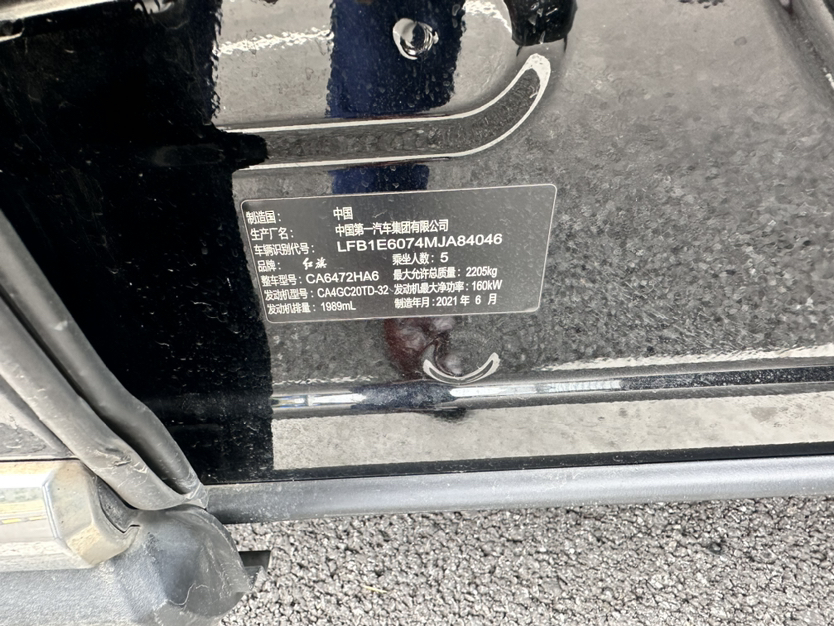 制造国： 中国
生产厂名： 中国第一汽车集团有限公司
车辆识别代号： LFB1E6074MJA84046
品牌： 红旗 乘坐人数：5
整车型号：CA6472HA6 最大允许总质量：2205kg
发动机型号：CA4GC20TD-32 发动机最大净功率：160kW
发动机排量：1989mL 制造年月：2021 年 6 月